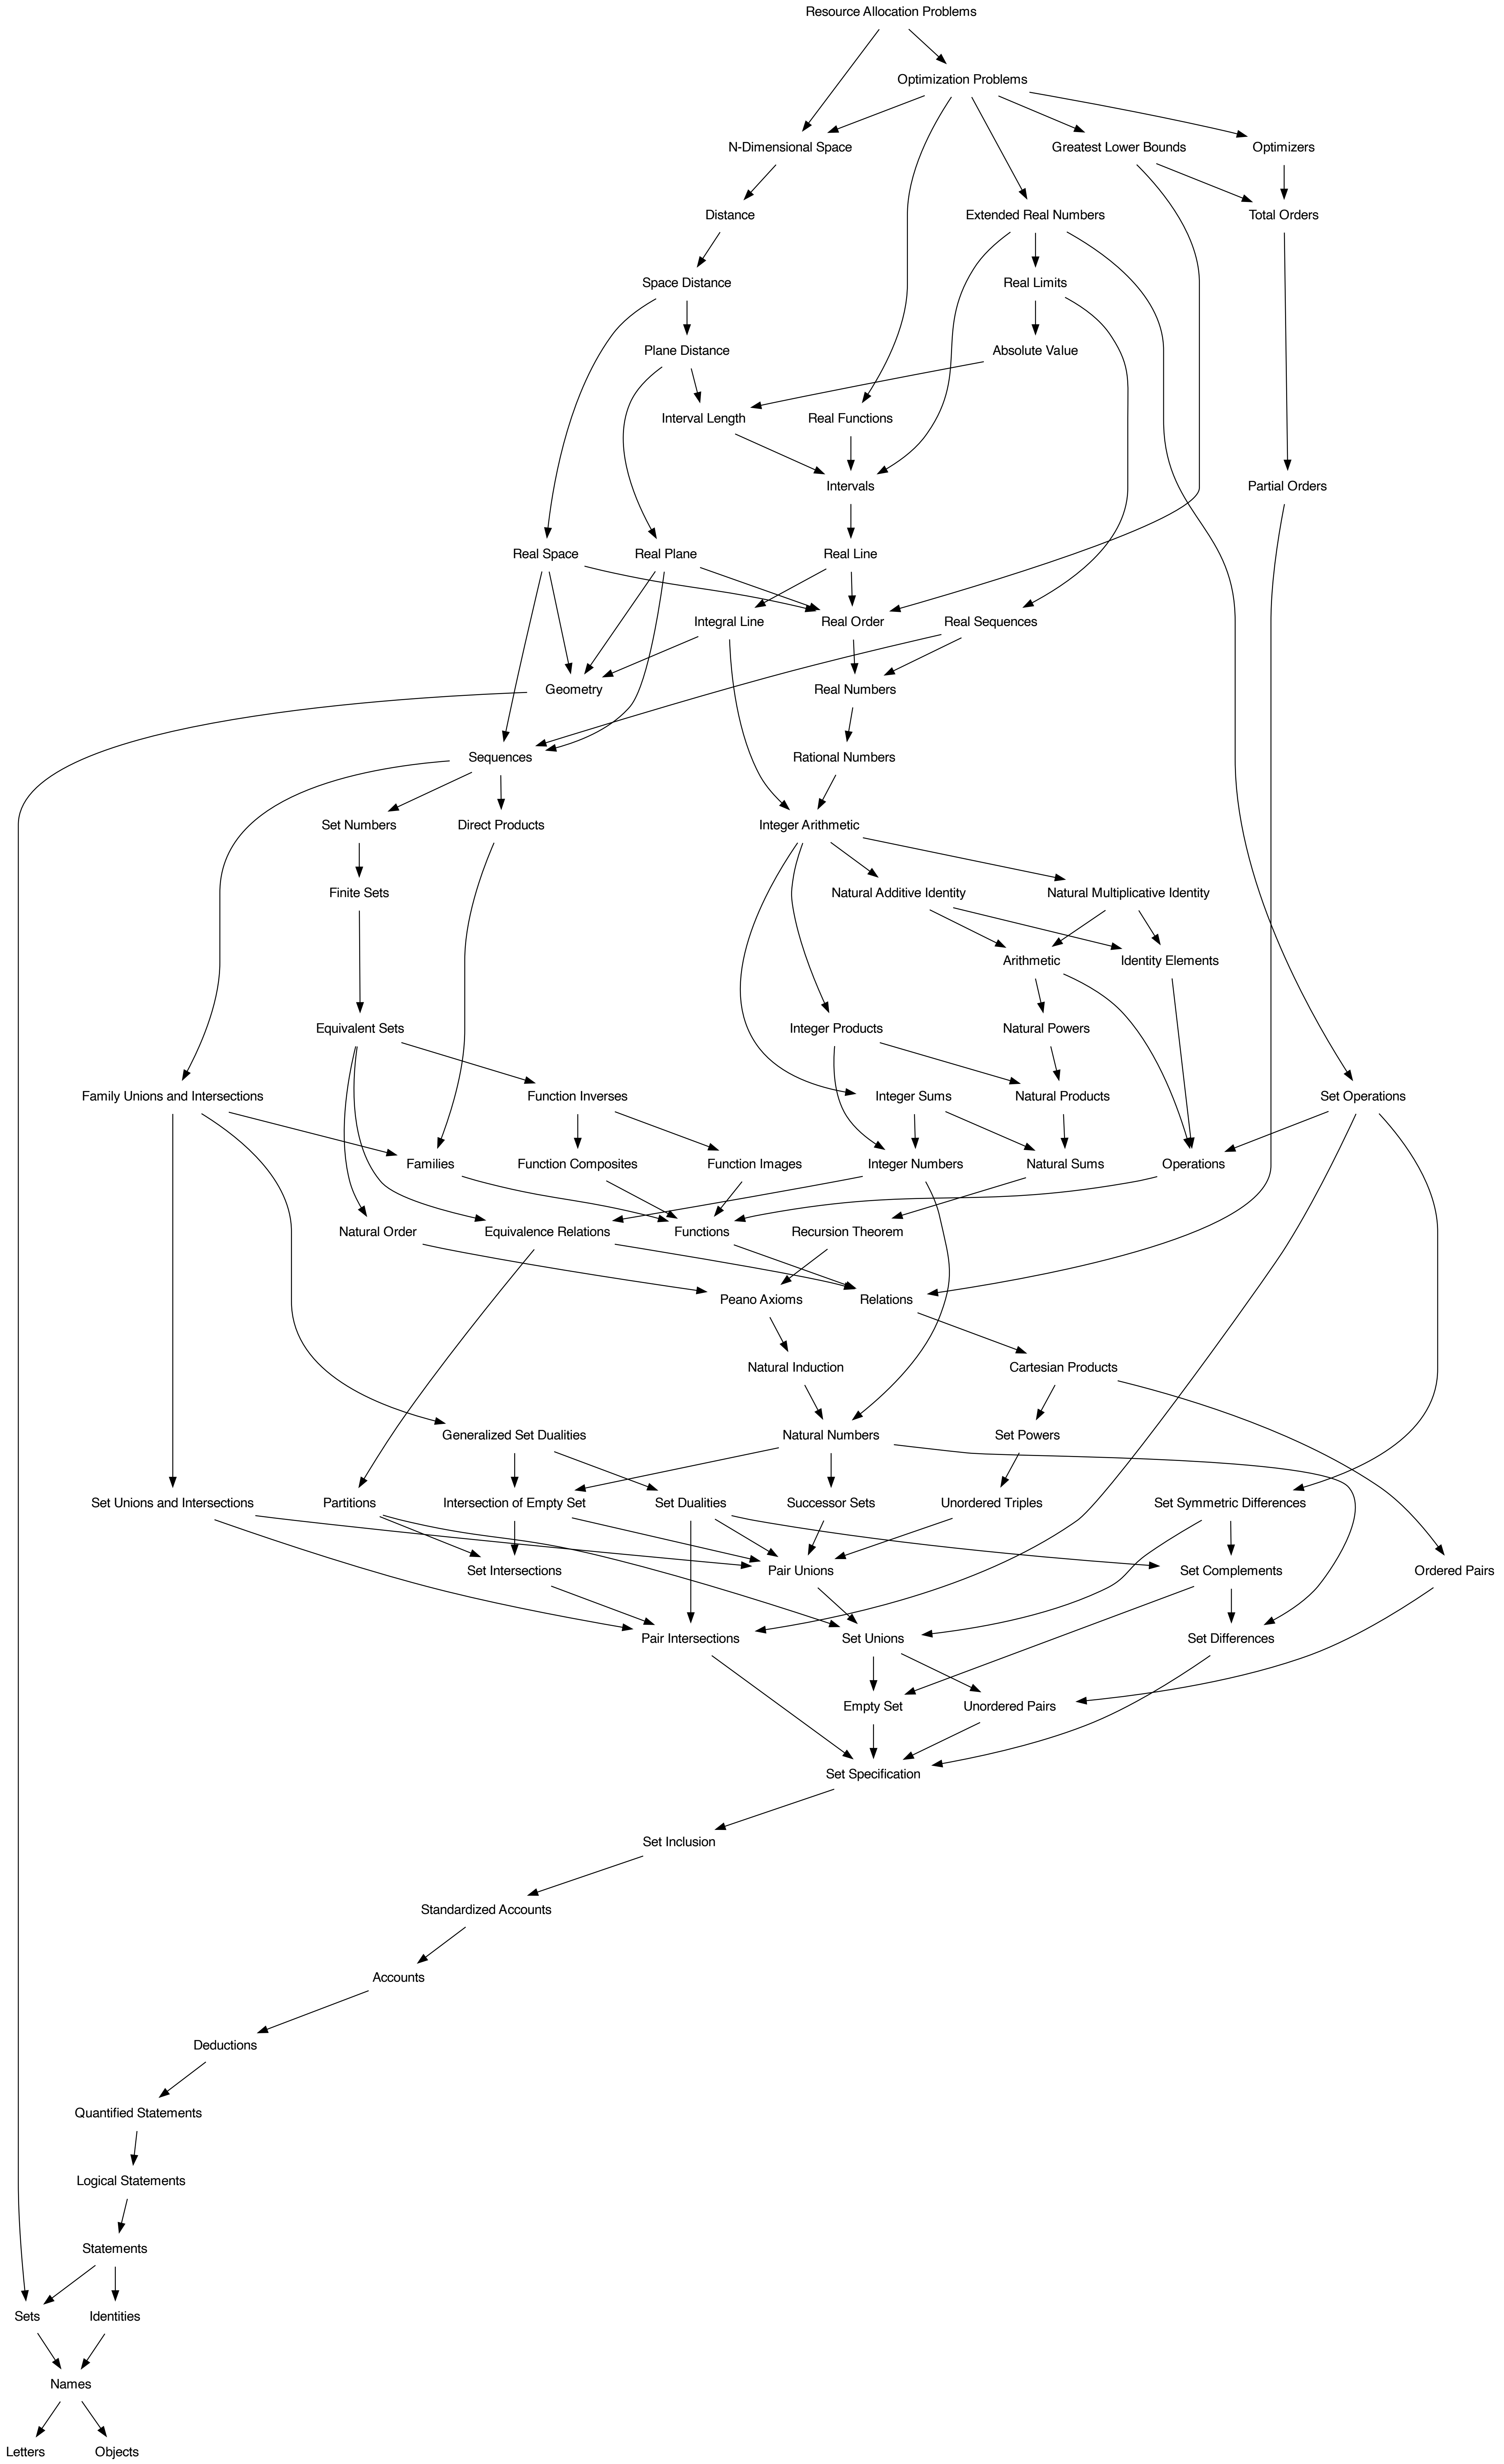 Resource Allocation Problems
Optimization Problems
N-Dimensional Space
Greatest Lower Bounds
Optimizers
Distance
Extended Real Numbers
Total Orders
Space Distance
Real Limits
Plane Distance
Absolute Value
Interval Length
Real Functions
Intervals
Partial Orders
Real Space
Real Plane
Real Line
Integral Line
Real Order
Real Sequences
Geometry
Real Numbers
Sequences
Rational Numbers
Set Numbers
Direct Products
Integer Arithmetic
Finite Sets
Natural Additive Identity
Natural Multiplicative Identity
Arithmetic
Identity Elements
Equivalent Sets
Integer Products
Natural Powers
Family Unions and Intersections
Function Inverses
Integer Sums
Natural Products
Set Operations
Families
Function Composites
Function Images
Integer Numbers
Natural Sums
Operations
Natural Order
Equivalence Relations
Functions
Recursion Theorem
Peano Axioms
Relations
Natural Induction
Cartesian Products
Generalized Set Dualities
Natural Numbers
Set Powers
Set Unions and Intersections
Partitions
Intersection of Empty Set
Set Dualities
Successor Sets
Unordered Triples
Set Symmetric Differences
Set Intersections
Pair Unions
Set Complements
Ordered Pairs
Pair Intersections
Set Unions
Set Differences
Empty Set
Unordered Pairs
Set Specification
Set Inclusion
Standardized Accounts
Accounts
Deductions
Quantified Statements
Logical Statements
Statements
Sets
Identities
Names
Letters
Objects